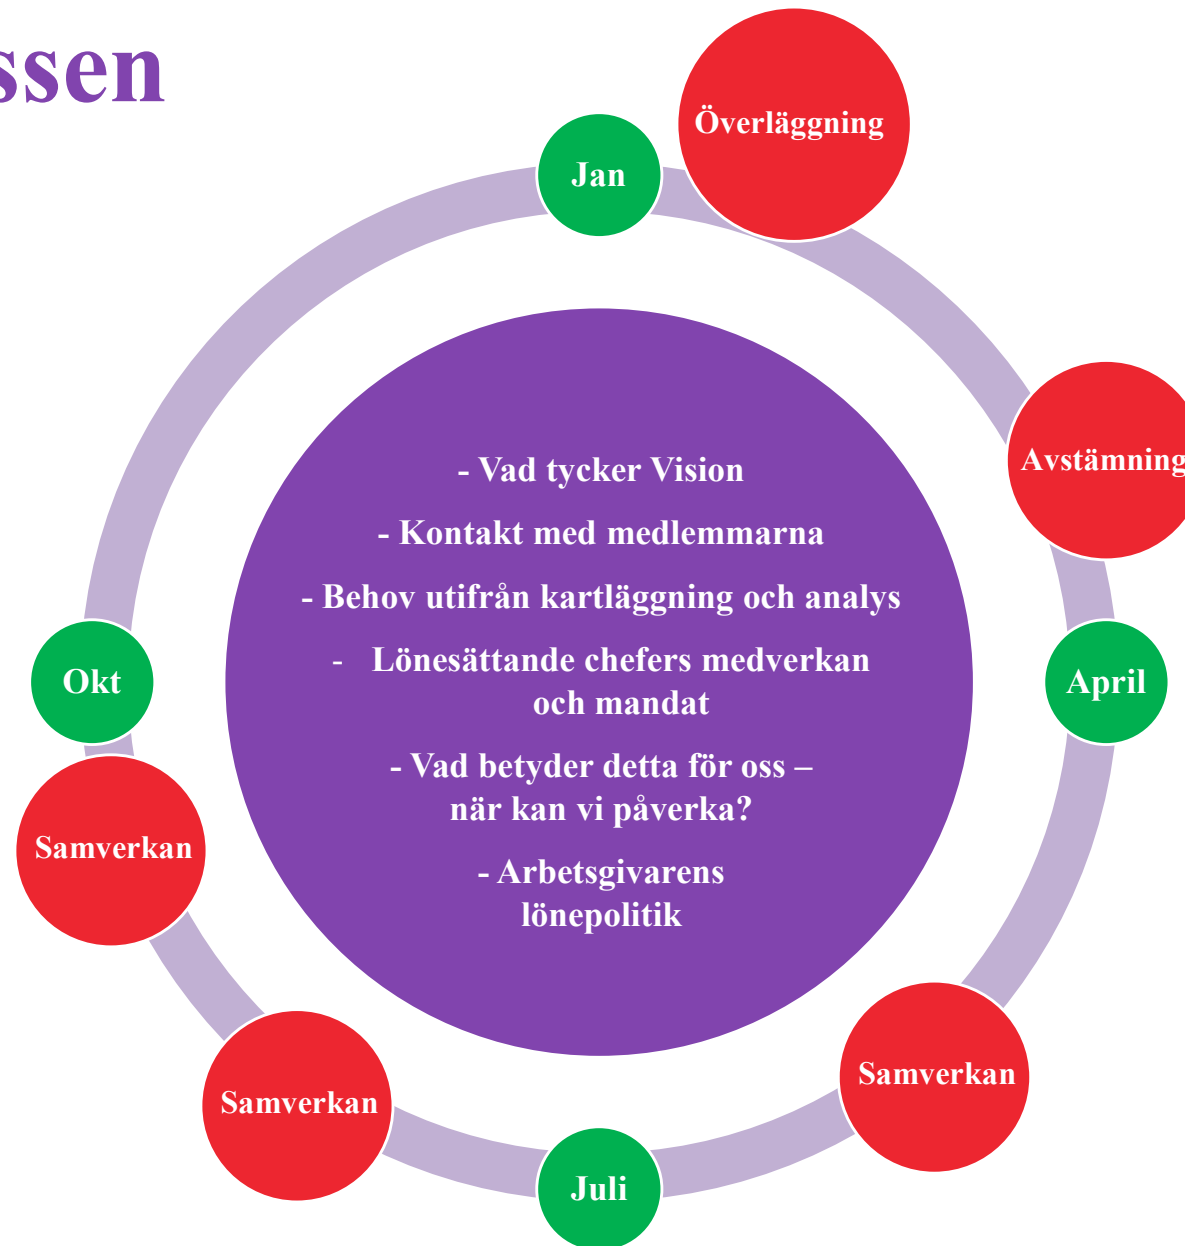 ssen
Överläggning
Jan
Avstämning
- Vad tycker Vision
- Kontakt med medlemmarna
- Behov utifrån kartläggning och analys
- Lönesättande chefers medverkan
och mandat
- Vad betyder detta för oss –
när kan vi påverka?
- Arbetsgivarens
lönepolitik
Okt
April
Samverkan
Samverkan
Samverkan
Juli